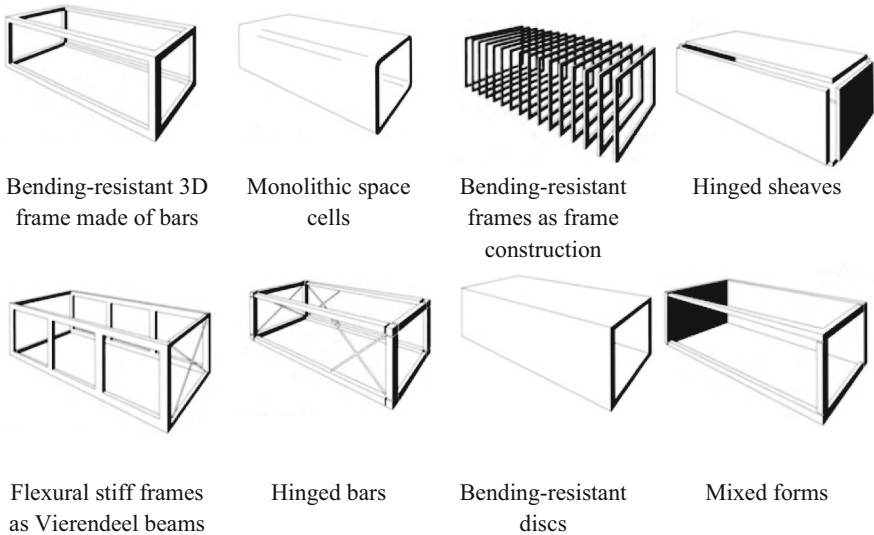 Bending-resistant 3D
frame made of bars
Monolithic space
cells
Bending-resistant
frames as frame
construction
Hinged sheaves
Flexural stiff frames
as Vierendeel beams
Hinged bars
Bending-resistant
discs
Mixed forms